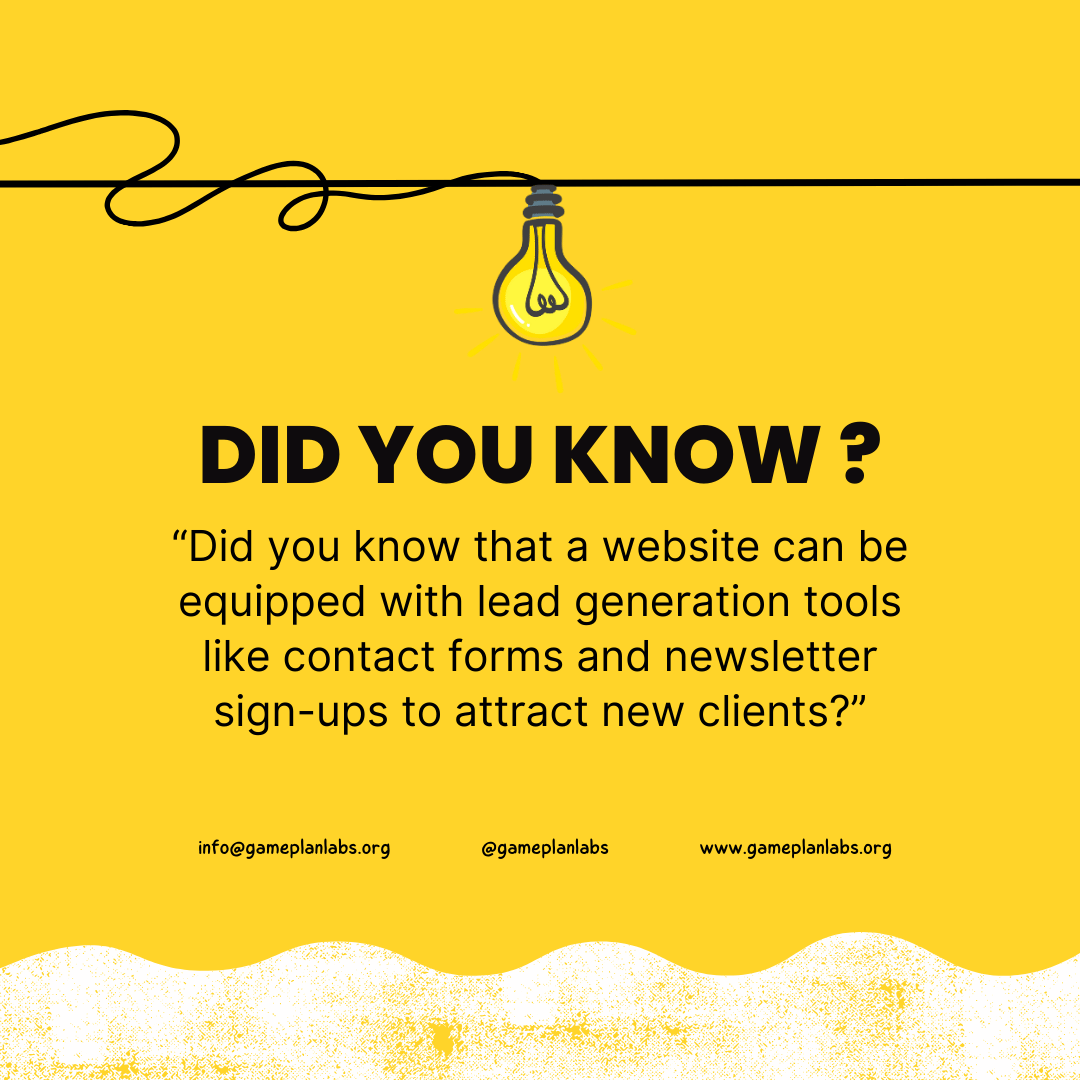 DID YOU KNOW ?
“Did you know that a website can be
equipped with lead generation tools
like contact forms and newsletter
sign-ups to attract new clients?”
info@gameplanlabs.org @gameplanlabs www.gameplanlabs.org